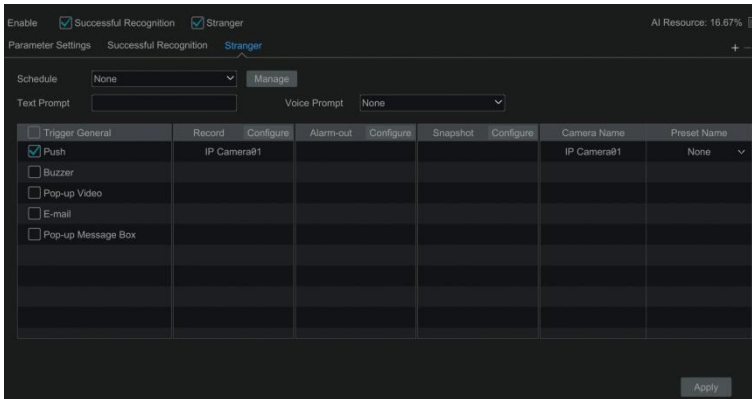 Enable Successful Recognition Stranger AI Resource: 16.67%
Parameter Settings Successful Recognition Stranger + −
Schedule None Manage
Text Prompt Voice Prompt None
Trigger General Record Configure Alarm-out Configure Snapshot Configure Camera Name Preset Name
Push IP Camera01 IP Camera01 None
Buzzer
Pop-up Video
E-mail
Pop-up Message Box
Apply